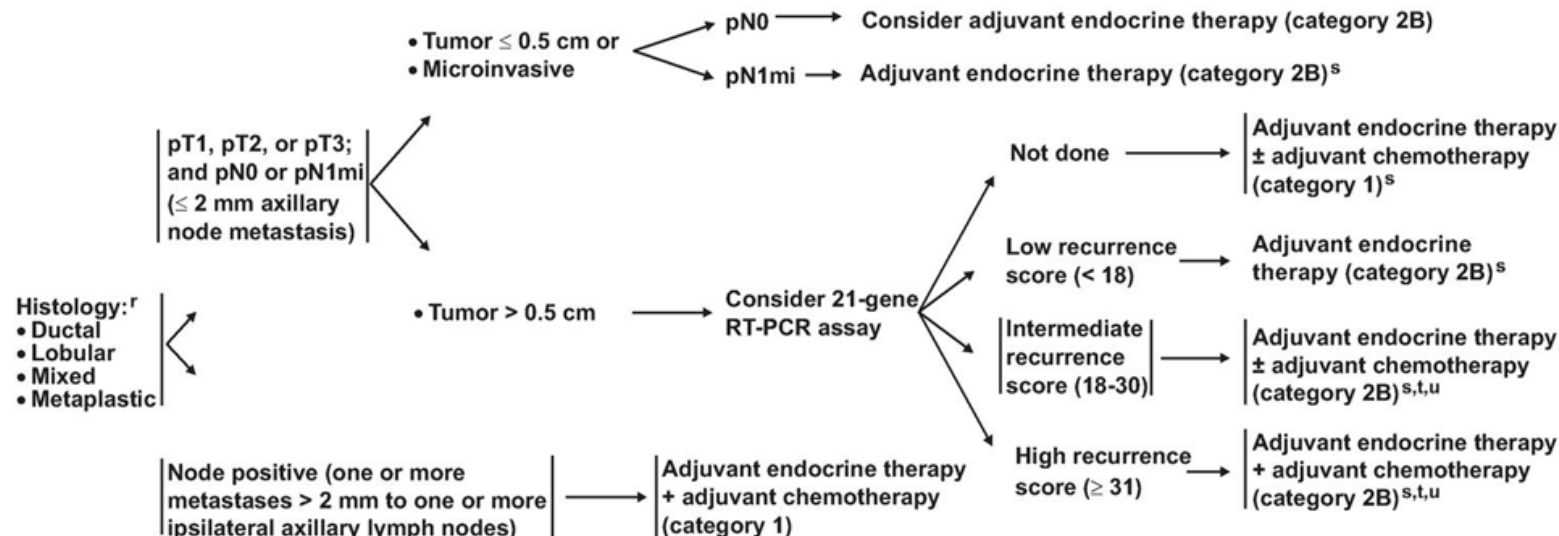 • Tumor ≤ 0.5 cm or
• Microinvasive
pN0
Consider adjuvant endocrine therapy (category 2B)
pN1mi
Adjuvant endocrine therapy (category 2B)s
pT1, pT2, or pT3;
and pN0 or pN1mi
(≤ 2 mm axillary
node metastasis)
Not done
Adjuvant endocrine therapy
± adjuvant chemotherapy
(category 1)s
Low recurrence
score (< 18)
Adjuvant endocrine
therapy (category 2B)s
Histology:r
• Ductal
• Lobular
• Mixed
• Metaplastic
• Tumor > 0.5 cm
Consider 21-gene
RT-PCR assay
Intermediate
recurrence
score (18-30)
Adjuvant endocrine therapy
± adjuvant chemotherapy
(category 2B)s,t,u
High recurrence
score (≥ 31)
Adjuvant endocrine therapy
+ adjuvant chemotherapy
(category 2B)s,t,u
Node positive (one or more
metastases > 2 mm to one or more
ipsilateral axillary lymph nodes)
Adjuvant endocrine therapy
+ adjuvant chemotherapy
(category 1)